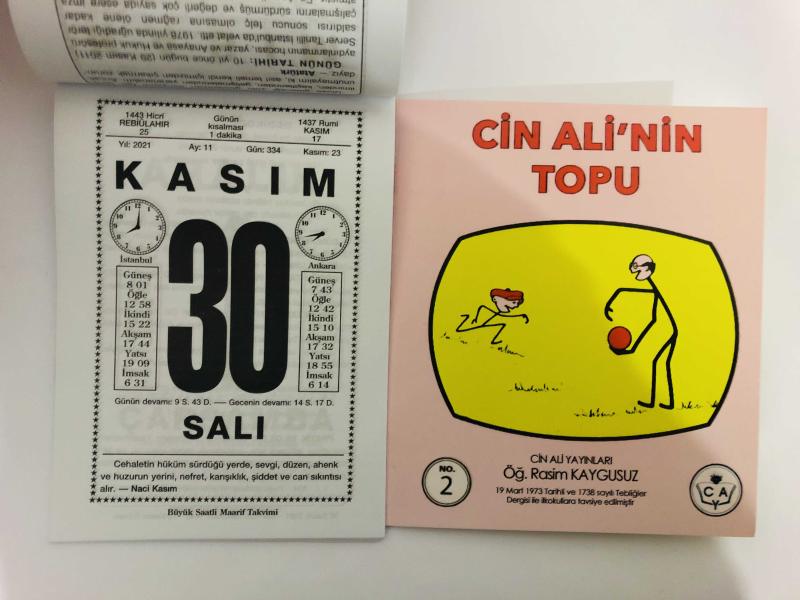 çalışmalarını sürdürmüş ve değerli çok sayıda esere imza
saldırısı sonucu felç olmasına rağmen ölene kadar
Server Tanilli İstanbul'da vefat etti. 1978 yılında uğradığı
aydınlanmanın hocası, yazar ve Anayasa ve Hukuk profesörü
GÜNÜN TARİHİ: 10 yıl önce bugün (29 Kasım 2011)
dayız — Atatürk
1443 Hicrî
REBİÜLAHIR
25
Günün
kısalması
1 dakika
1437 Rumi
KASIM
17
Yıl: 2021 Ay: 11 Gün: 334 Kasım: 23
KASIM
30
İstanbul
Güneş
8 01
Öğle
12 58
İkindi
15 22
Akşam
17 44
Yatsı
19 09
İmsak
6 31
Ankara
Güneş
7 43
Öğle
12 42
İkindi
15 10
Akşam
17 32
Yatsı
18 55
İmsak
6 14
Günün devamı: 9 S. 43 D. — Gecenin devamı: 14 S. 17 D.
SALI
Cehaletin hüküm sürdüğü yerde, sevgi, düzen, ahenk
ve huzurun yerini, nefret, karışıklık, şiddet ve can sıkıntısı
alır. — Naci Kasım
Büyük Saatli Maarif Takvimi
CİN ALİ'NİN
TOPU
CİN ALİ YAYINLARI
Öğ. Rasim KAYGUSUZ
19 Mart 1973 Tarihli ve 1738 sayılı Tebliğler
Dergisi ile ilkokullara tavsiye edilmiştir
NO.
2
C A
Y